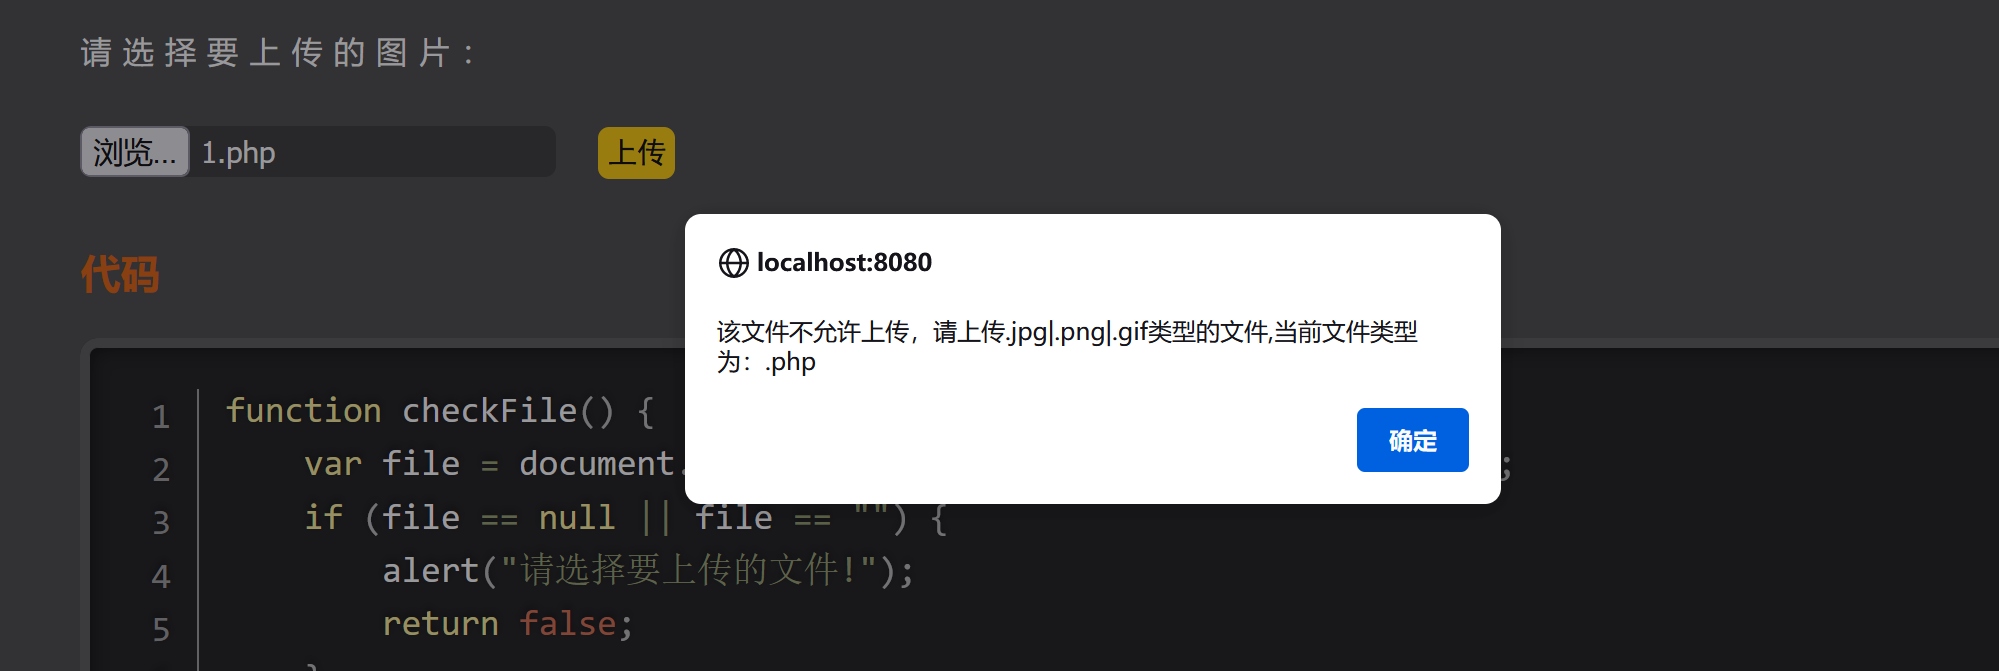 请选择要上传的图片:
浏览... 1.php 上传
localhost:8080
该文件不允许上传，请上传.jpg|.png|.gif类型的文件,当前文件类型
为：.php
确定
代码
1 function checkFile() {
2 var file = document. ;
3 if (file == null || file == "") {
4 alert("请选择要上传的文件!");
5 return false;